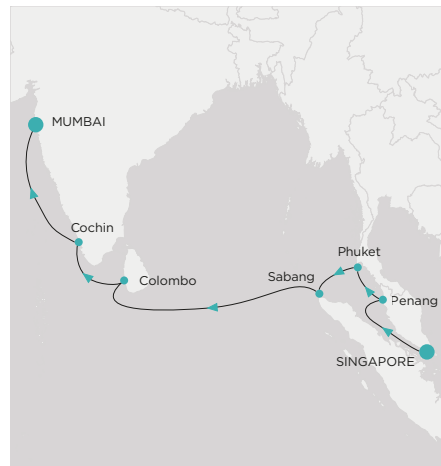 MUMBAI
Cochin
Colombo
Phuket
Sabang
Penang
SINGAPORE